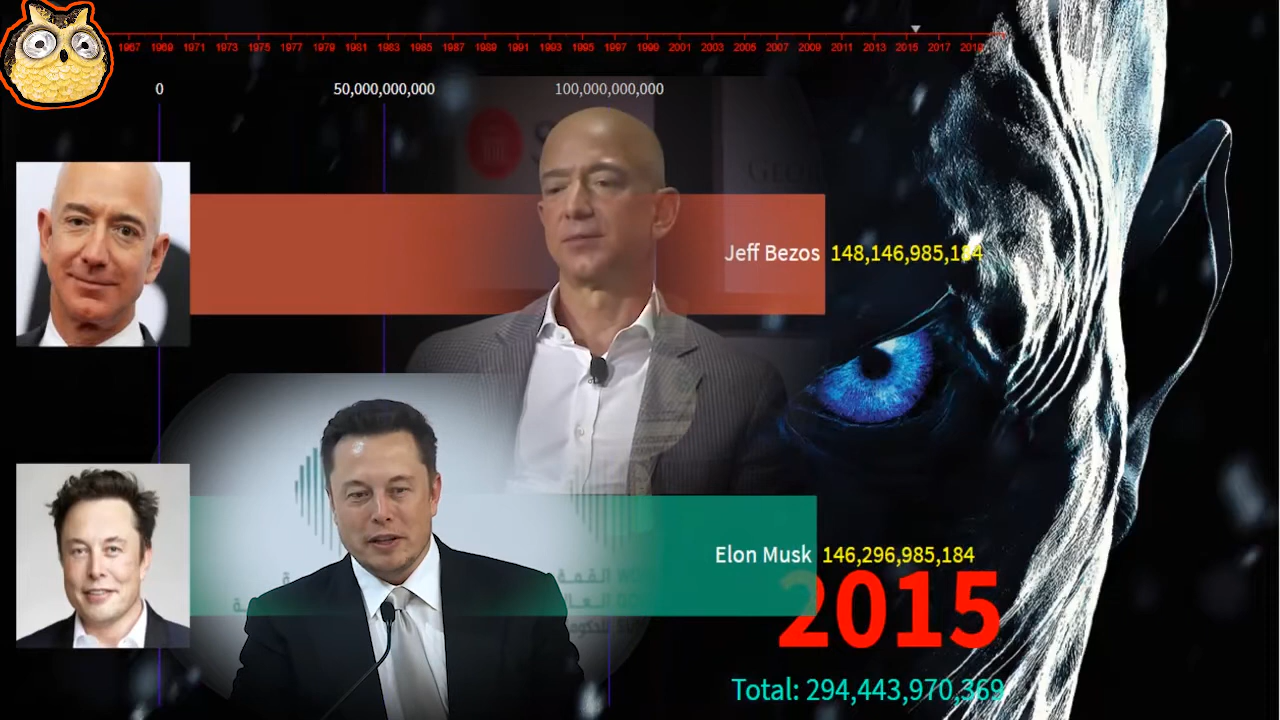 1967 1969 1971 1973 1975 1977 1979 1981 1983 1985 1987 1989 1991 1993 1995 1997 1999 2001 2003 2005 2007 2009 2011 2013 2015 2017 2019
0 50,000,000,000 100,000,000,000
Jeff Bezos 148,146,985,184
Elon Musk 146,296,985,184
2015
Total: 294,443,970,369